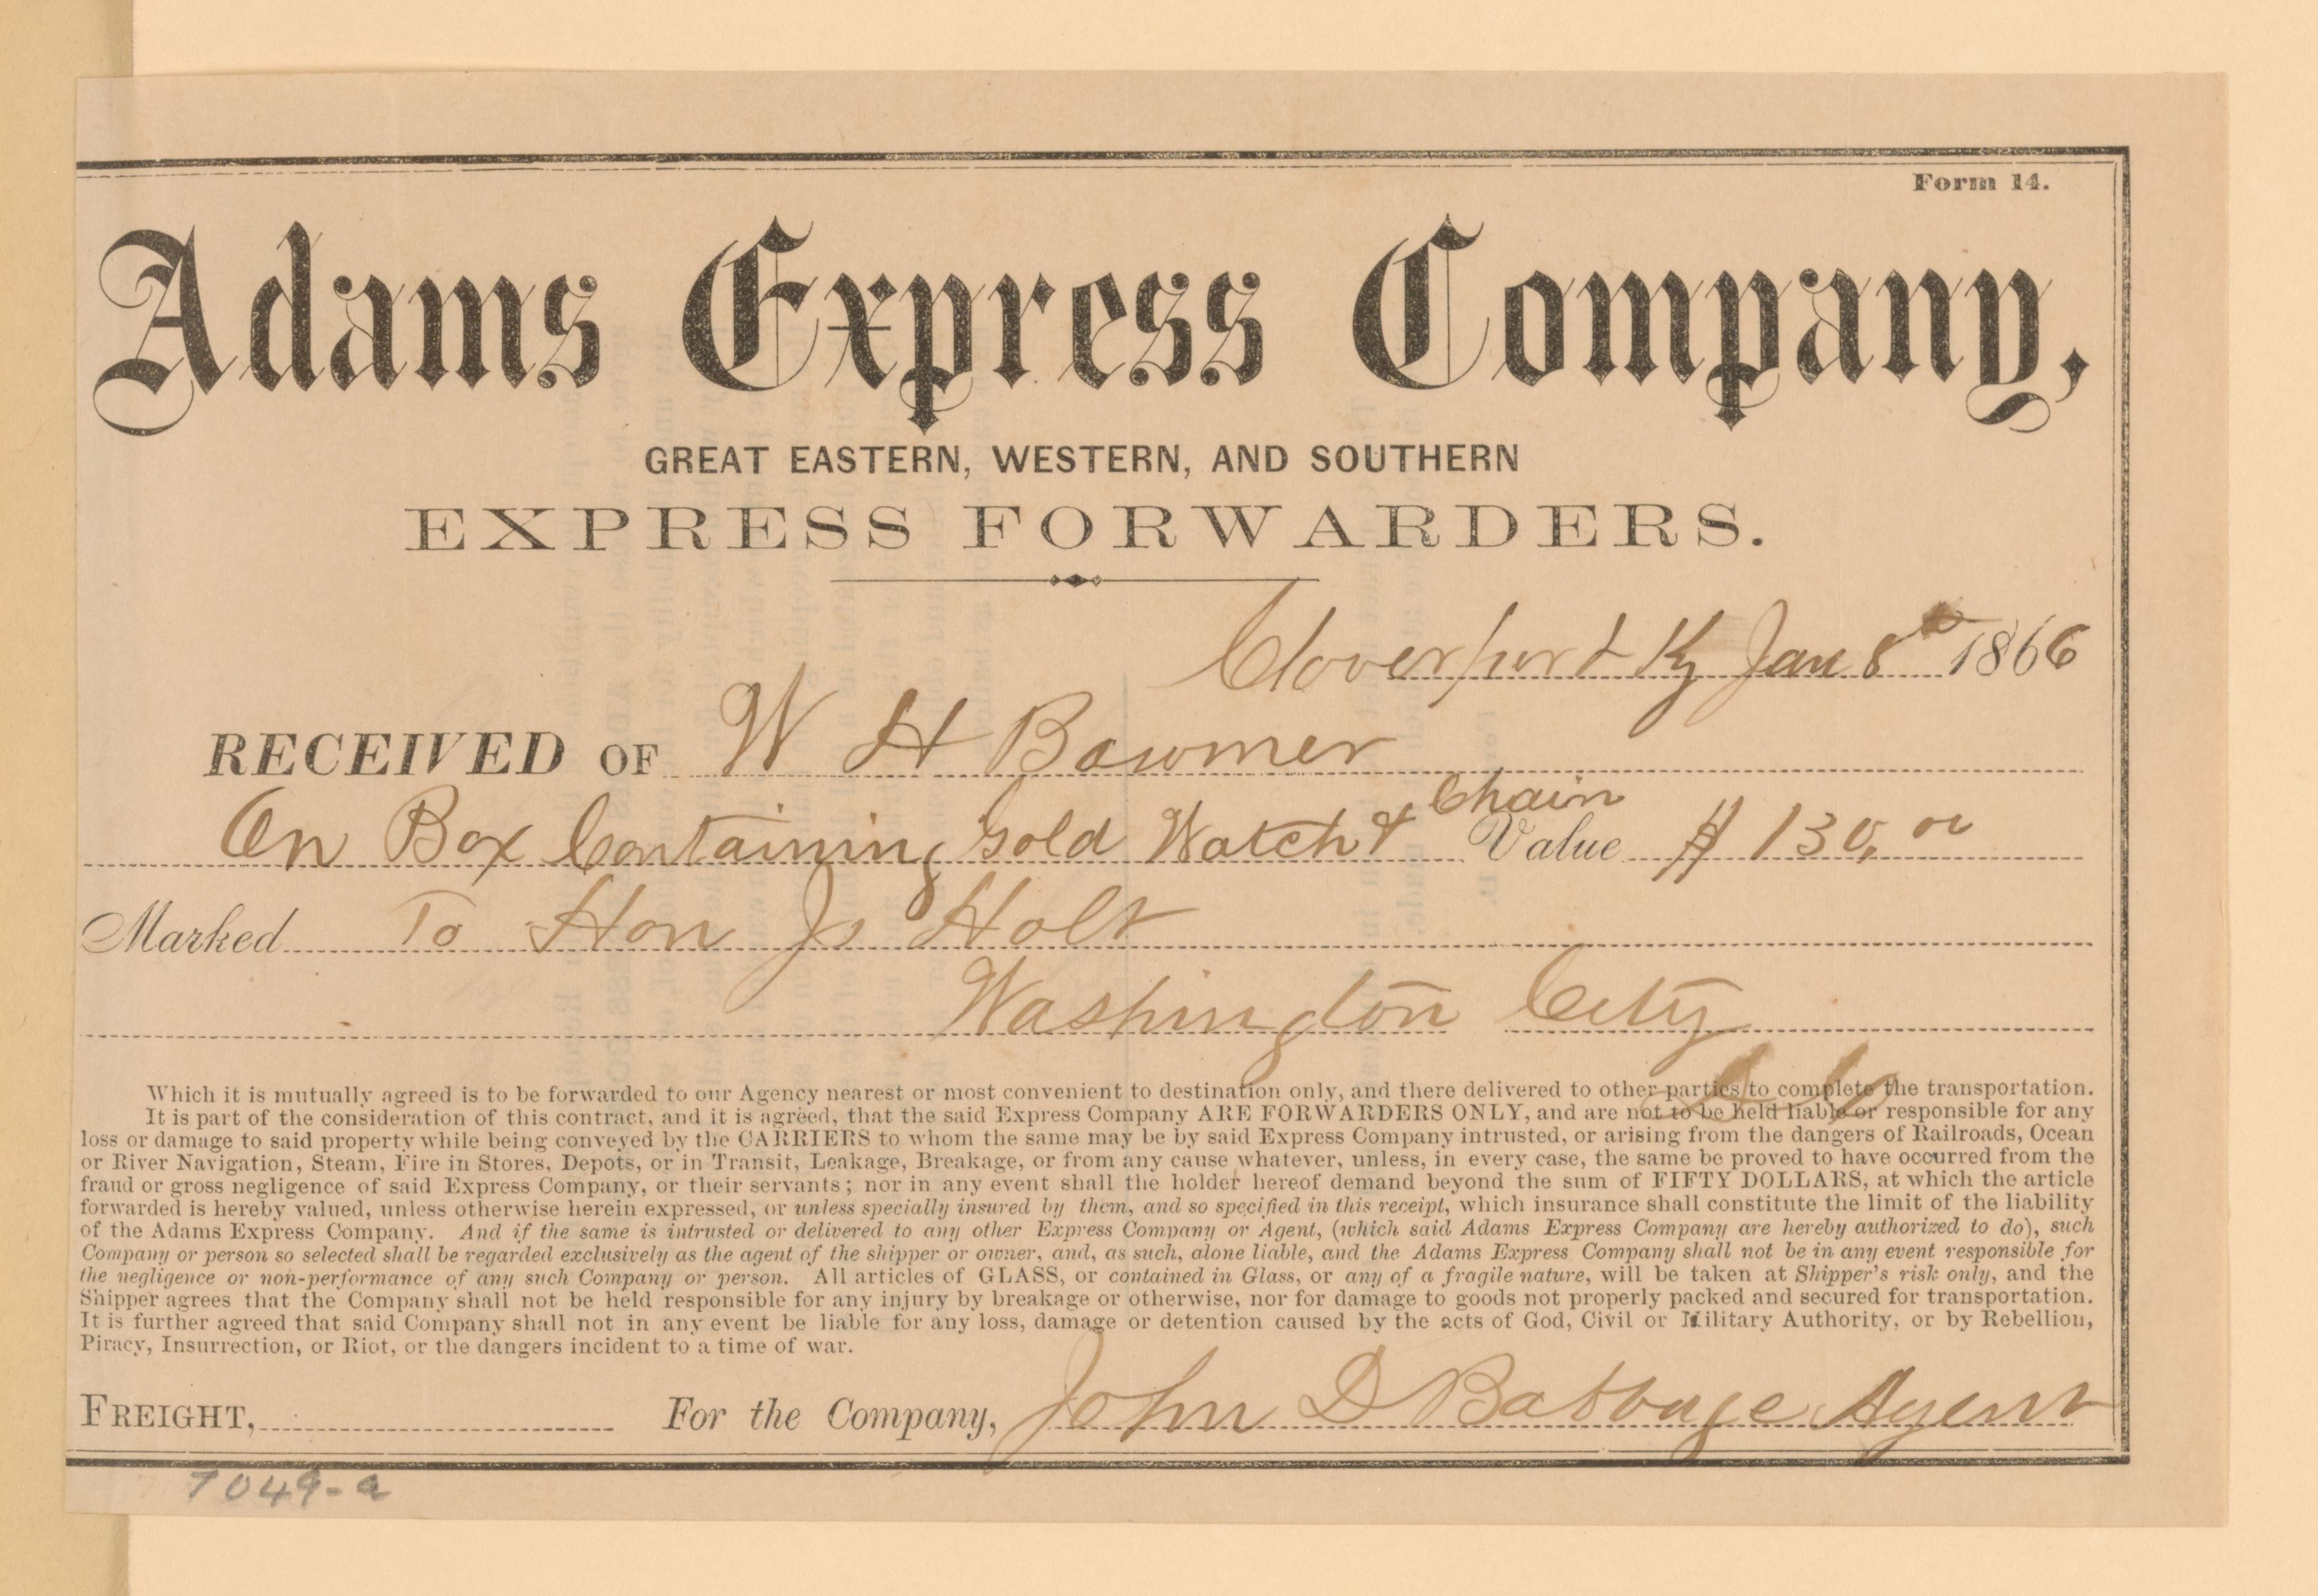 Form 14.
Adams Express Company,
GREAT EASTERN, WESTERN, AND SOUTHERN
EXPRESS FORWARDERS.
Cloverport Ky Jan 8th 1866
RECEIVED OF W H Bowmer
On Box Containing Gold Watch & Chain Value $ 130,00
Marked To Hon Js Holt
Washington City
D C
Which it is mutually agreed is to be forwarded to our Agency nearest or most convenient to destination only, and there delivered to other parties to complete the transportation.
It is part of the consideration of this contract, and it is agreed, that the said Express Company ARE FORWARDERS ONLY, and are not to be held liable or responsible for any
loss or damage to said property while being conveyed by the CARRIERS to whom the same may be by said Express Company intrusted, or arising from the dangers of Railroads, Ocean
or River Navigation, Steam, Fire in Stores, Depots, or in Transit, Leakage, Breakage, or from any cause whatever, unless, in every case, the same be proved to have occurred from the
fraud or gross negligence of said Express Company, or their servants; nor in any event shall the holder hereof demand beyond the sum of FIFTY DOLLARS, at which the article
forwarded is hereby valued, unless otherwise herein expressed, or unless specially insured by them, and so specified in this receipt, which insurance shall constitute the limit of the liability
of the Adams Express Company. And if the same is intrusted or delivered to any other Express Company or Agent, (which said Adams Express Company are hereby authorized to do), such
Company or person so selected shall be regarded exclusively as the agent of the shipper or owner, and, as such, alone liable, and the Adams Express Company shall not be in any event responsible for
the negligence or non-performance of any such Company or person. All articles of GLASS, or contained in Glass, or any of a fragile nature, will be taken at Shipper's risk only, and the
Shipper agrees that the Company shall not be held responsible for any injury by breakage or otherwise, nor for damage to goods not properly packed and secured for transportation.
It is further agreed that said Company shall not in any event be liable for any loss, damage or detention caused by the acts of God, Civil or Military Authority, or by Rebellion,
Piracy, Insurrection, or Riot, or the dangers incident to a time of war.
FREIGHT, For the Company, John D Babbage Agent
7049-a